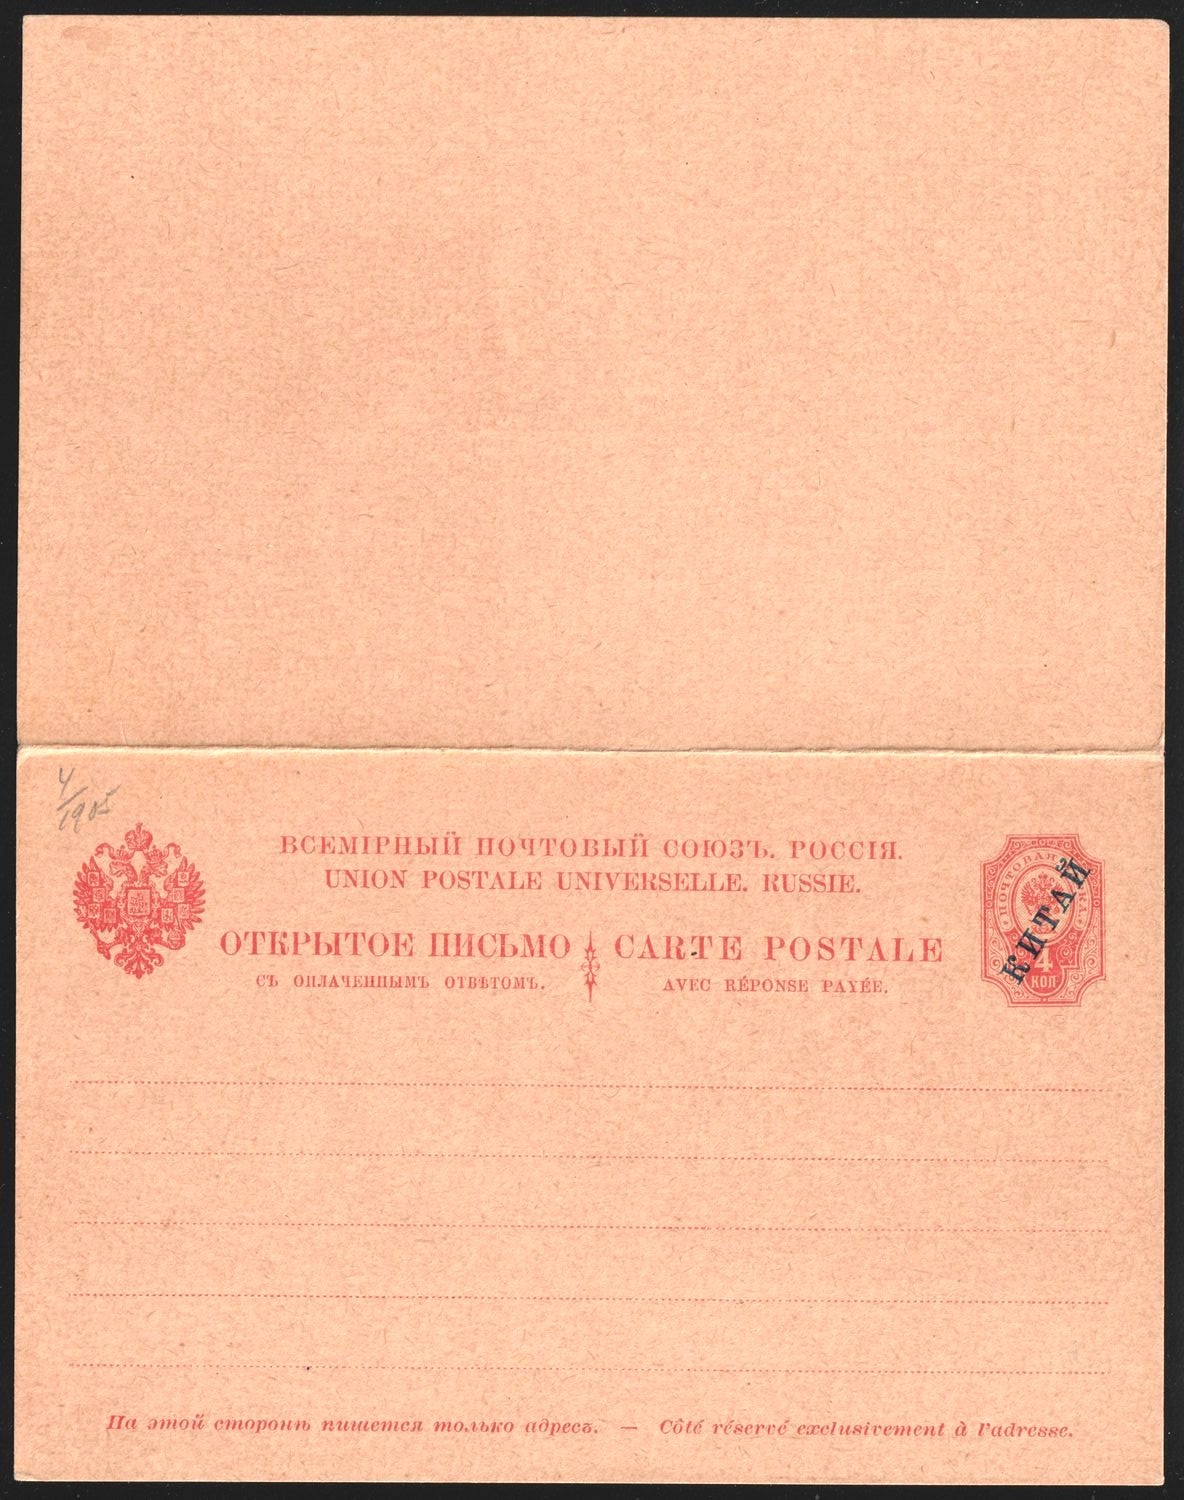 4/1905
ВСЕМІРНЫЙ ПОЧТОВЫЙ СОЮЗЪ. РОССІЯ.
UNION POSTALE UNIVERSELLE. RUSSIE.
ОТКРЫТОЕ ПИСЬМО CARTE POSTALE
СЪ ОПЛАЧЕННЫМЪ ОТВѢТОМЪ. AVEC RÉPONSE PAYÉE.
ПОЧТОВАЯ
КИТАЙ
4
КОП
На этой сторонѣ пишется только адресъ. — Côté réservé exclusivement à l'adresse.